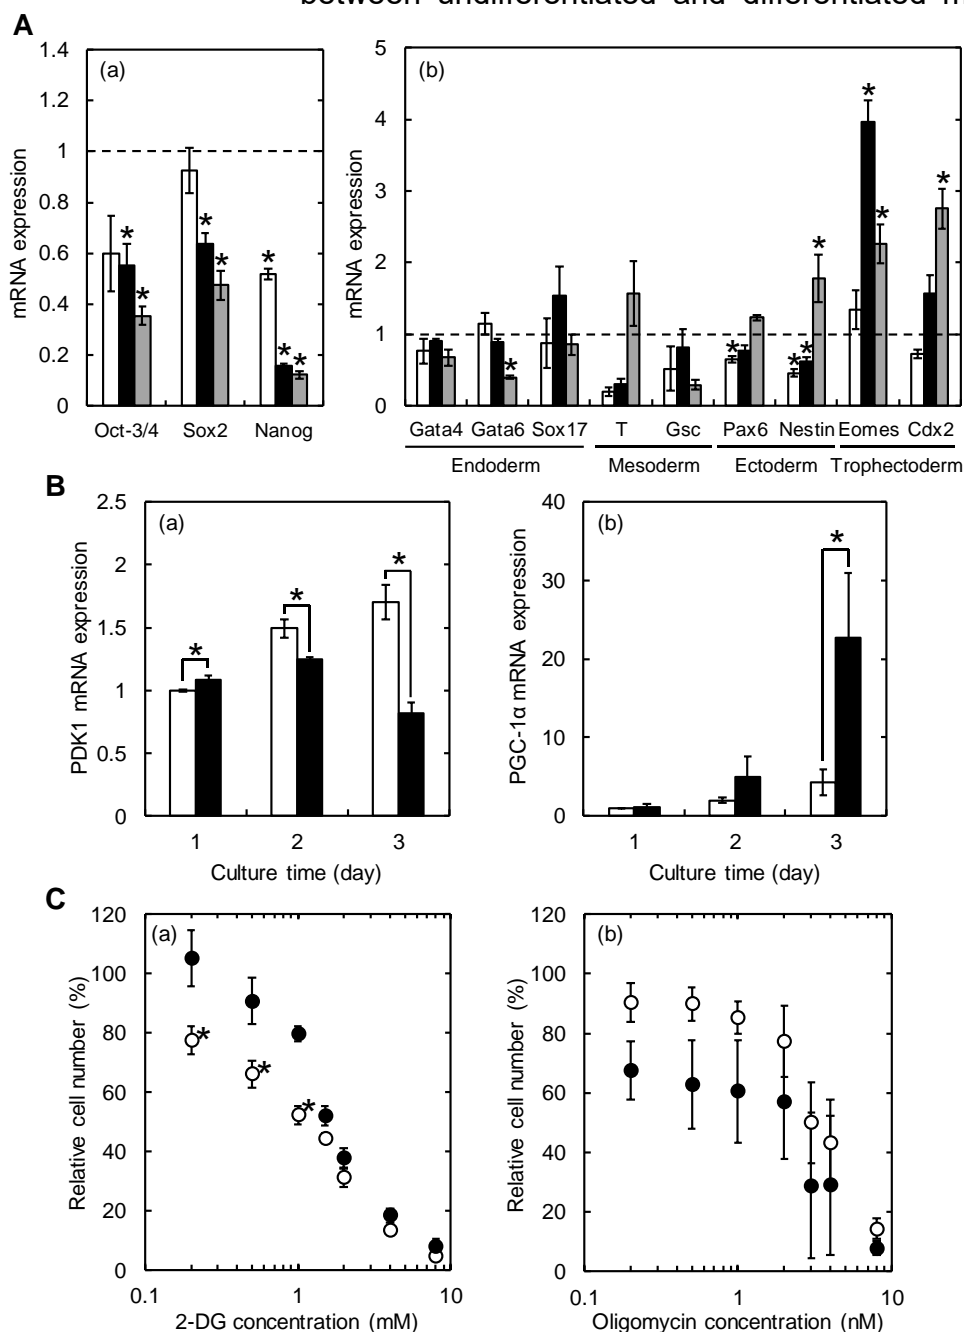 between undifferentiated and differentiated m
A
(a)
1.4
1.2
1
0.8
0.6
0.4
0.2
0
mRNA expression
* * * * * * *
Oct-3/4 Sox2 Nanog
(b)
5
4
3
2
1
0
mRNA expression
* * * * * * * *
Gata4 Gata6 Sox17 T Gsc Pax6 Nestin Eomes Cdx2
Endoderm Mesoderm Ectoderm Trophectoderm
B
(a)
2.5
2
1.5
1
0.5
0
PDK1 mRNA expression
* * *
1 2 3
Culture time (day)
(b)
40
30
20
10
0
PGC-1α mRNA expression
*
1 2 3
Culture time (day)
C
(a)
120
100
80
60
40
20
0
Relative cell number (%)
* * *
0.1 1 10
2-DG concentration (mM)
(b)
120
100
80
60
40
20
0
Relative cell number (%)
0.1 1 10
Oligomycin concentration (nM)